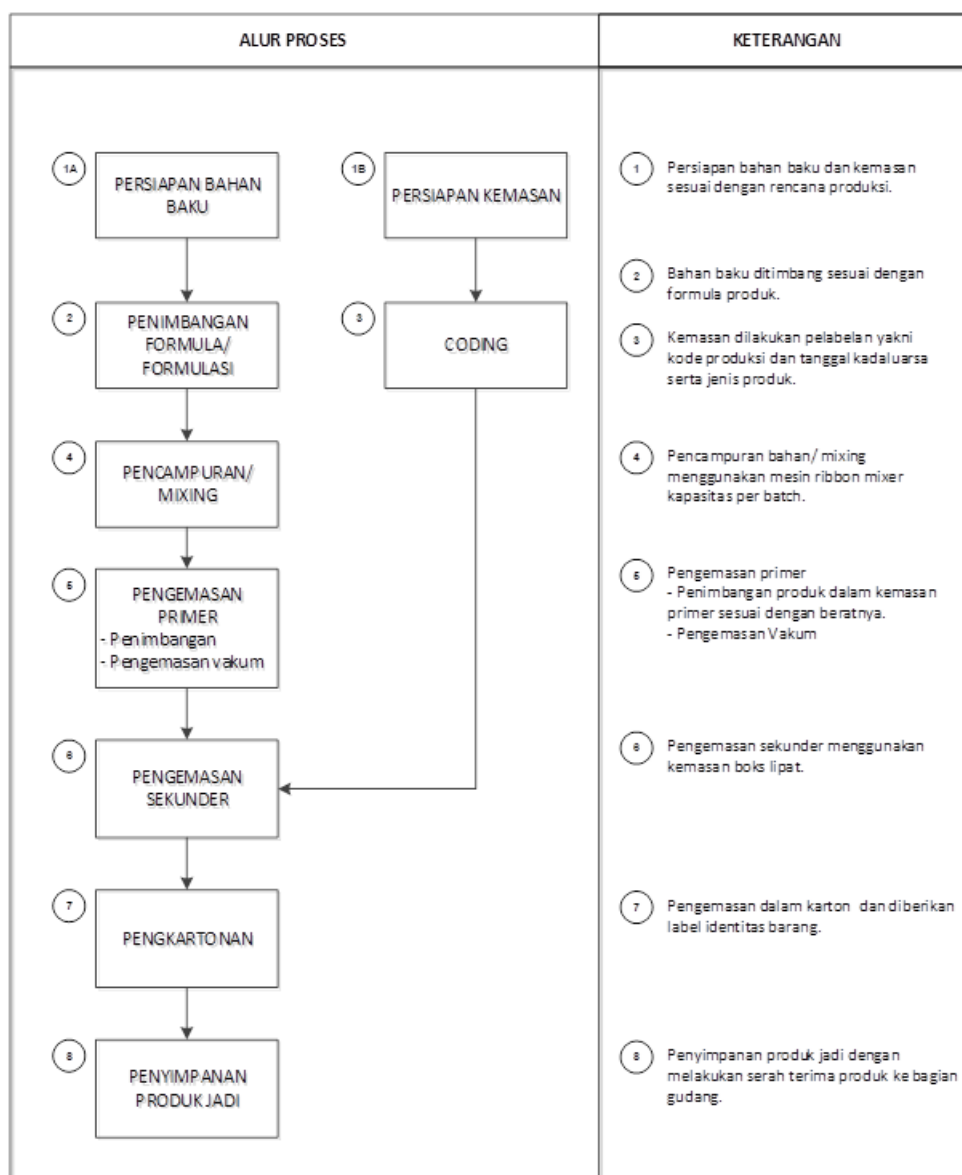 ALUR PROSES
KETERANGAN
1A
PERSIAPAN BAHAN
BAKU
1B
PERSIAPAN KEMASAN
1
Persiapan bahan baku dan kemasan
sesuai dengan rencana produksi.
2
PENIMBANGAN
FORMULA/
FORMULASI
3
CODING
2
Bahan baku ditimbang sesuai dengan
formula produk.
3
Kemasan dilakukan pelabelan yakni
kode produksi dan tanggal kadaluarsa
serta jenis produk.
4
PENCAMPURAN/
MIXING
4
Pencampuran bahan/ mixing
menggunakan mesin ribbon mixer
kapasitas per batch.
5
PENGEMASAN
PRIMER
- Penimbangan
- Pengemasan vakum
5
Pengemasan primer
- Penimbangan produk dalam kemasan
primer sesuai dengan beratnya.
- Pengemasan Vakum
6
PENGEMASAN
SEKUNDER
6
Pengemasan sekunder menggunakan
kemasan boks lipat.
7
PENGKARTONAN
7
Pengemasan dalam karton dan diberikan
label identitas barang.
8
PENYIMPANAN
PRODUK JADI
8
Penyimpanan produk jadi dengan
melakukan serah terima produk ke bagian
gudang.